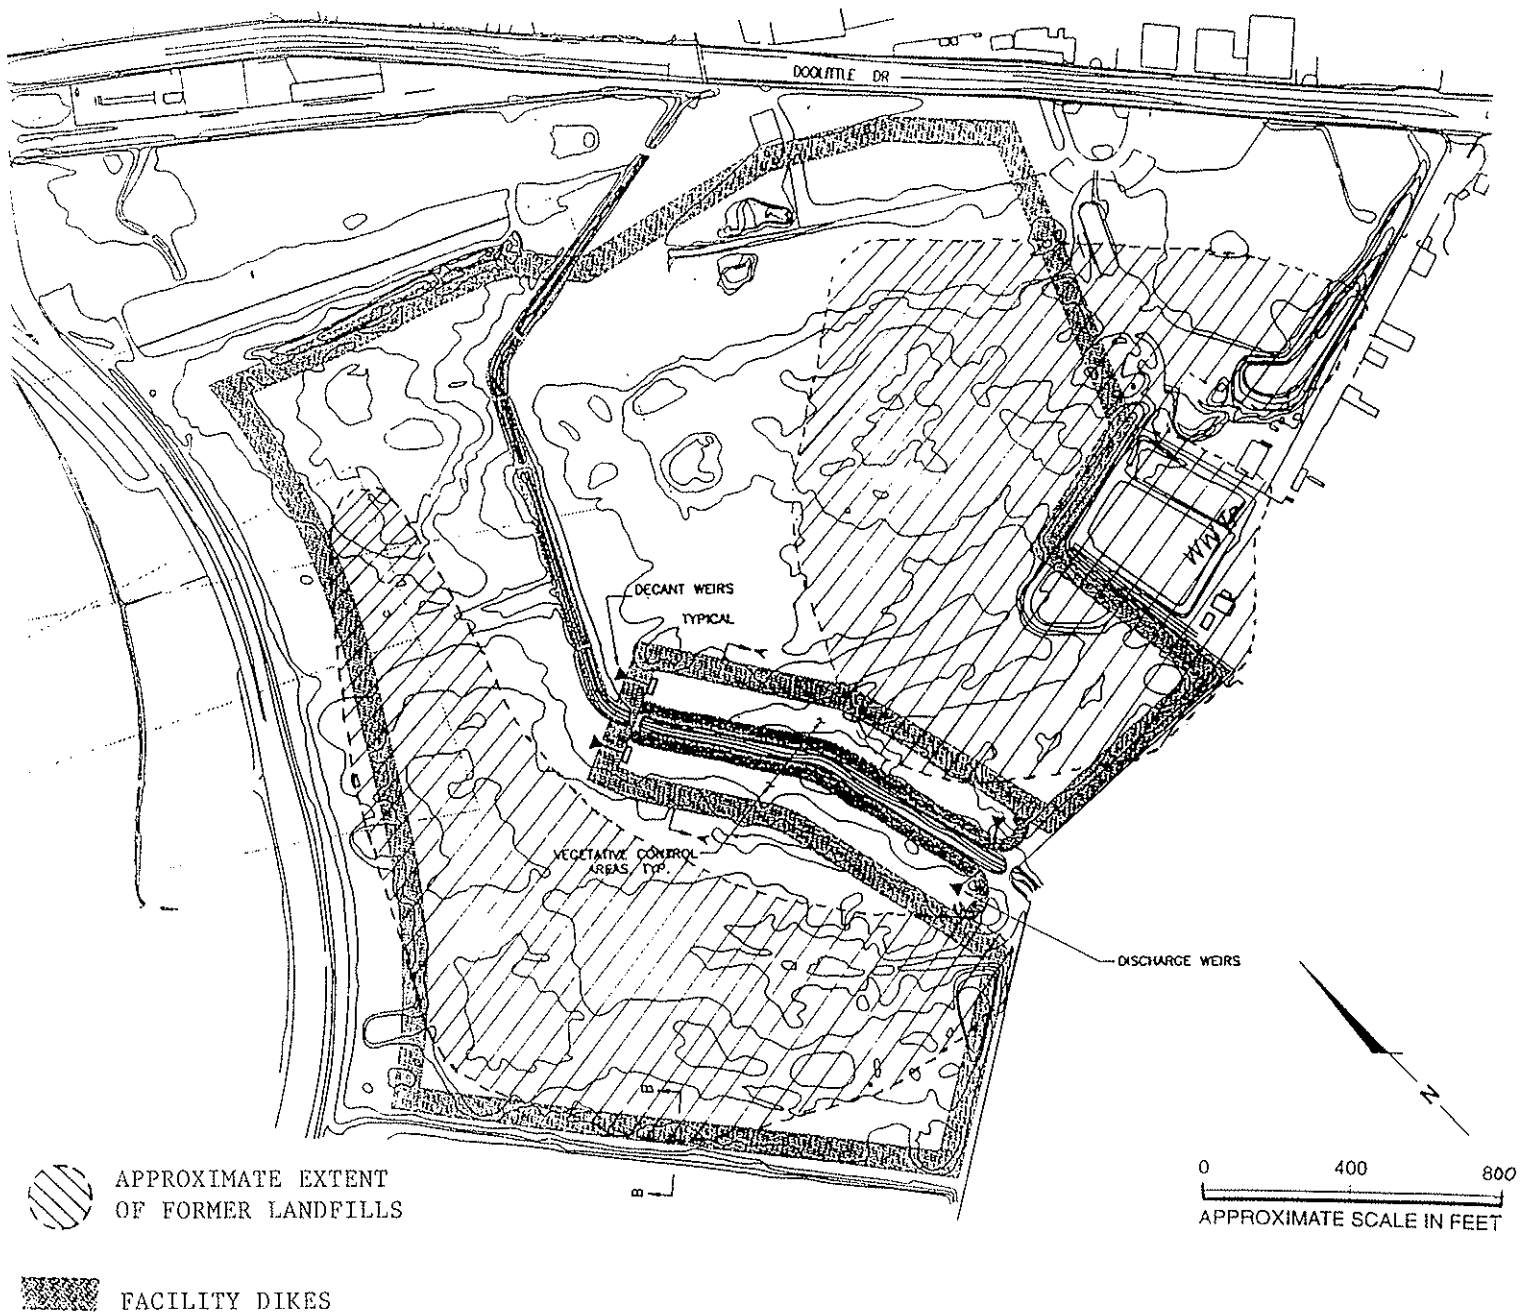 DOOLITTLE DR
DECANT WEIRS
TYPICAL
A
A
VEGETATIVE CONTROL
AREAS, TYP.
DISCHARGE WEIRS
B
B
N
APPROXIMATE EXTENT
OF FORMER LANDFILLS
0 400 800
APPROXIMATE SCALE IN FEET
FACILITY DIKES